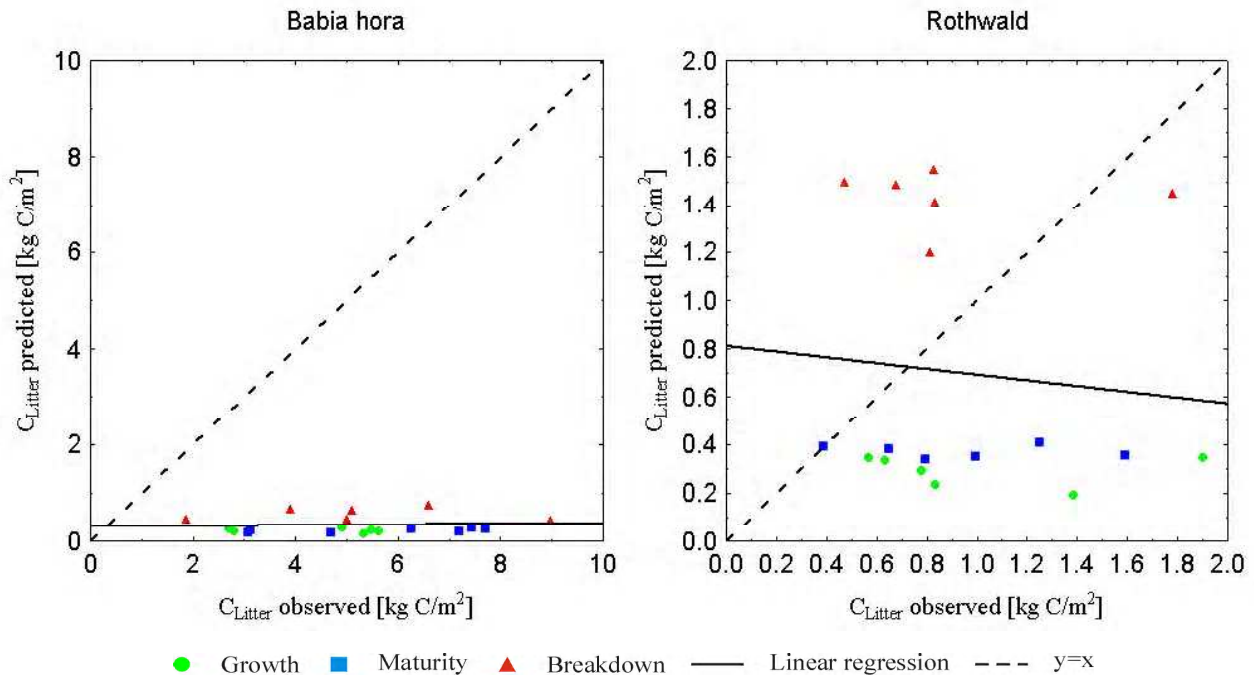 Babia hora
Rothwald
C_Litter predicted [kg C/m²]
10
8
6
4
2
0
0 2 4 6 8 10
C_Litter observed [kg C/m²]
C_Litter predicted [kg C/m²]
2.0
1.8
1.6
1.4
1.2
1.0
0.8
0.6
0.4
0.2
0.0
0.0 0.2 0.4 0.6 0.8 1.0 1.2 1.4 1.6 1.8 2.0
C_Litter observed [kg C/m²]
Growth Maturity Breakdown Linear regression y=x